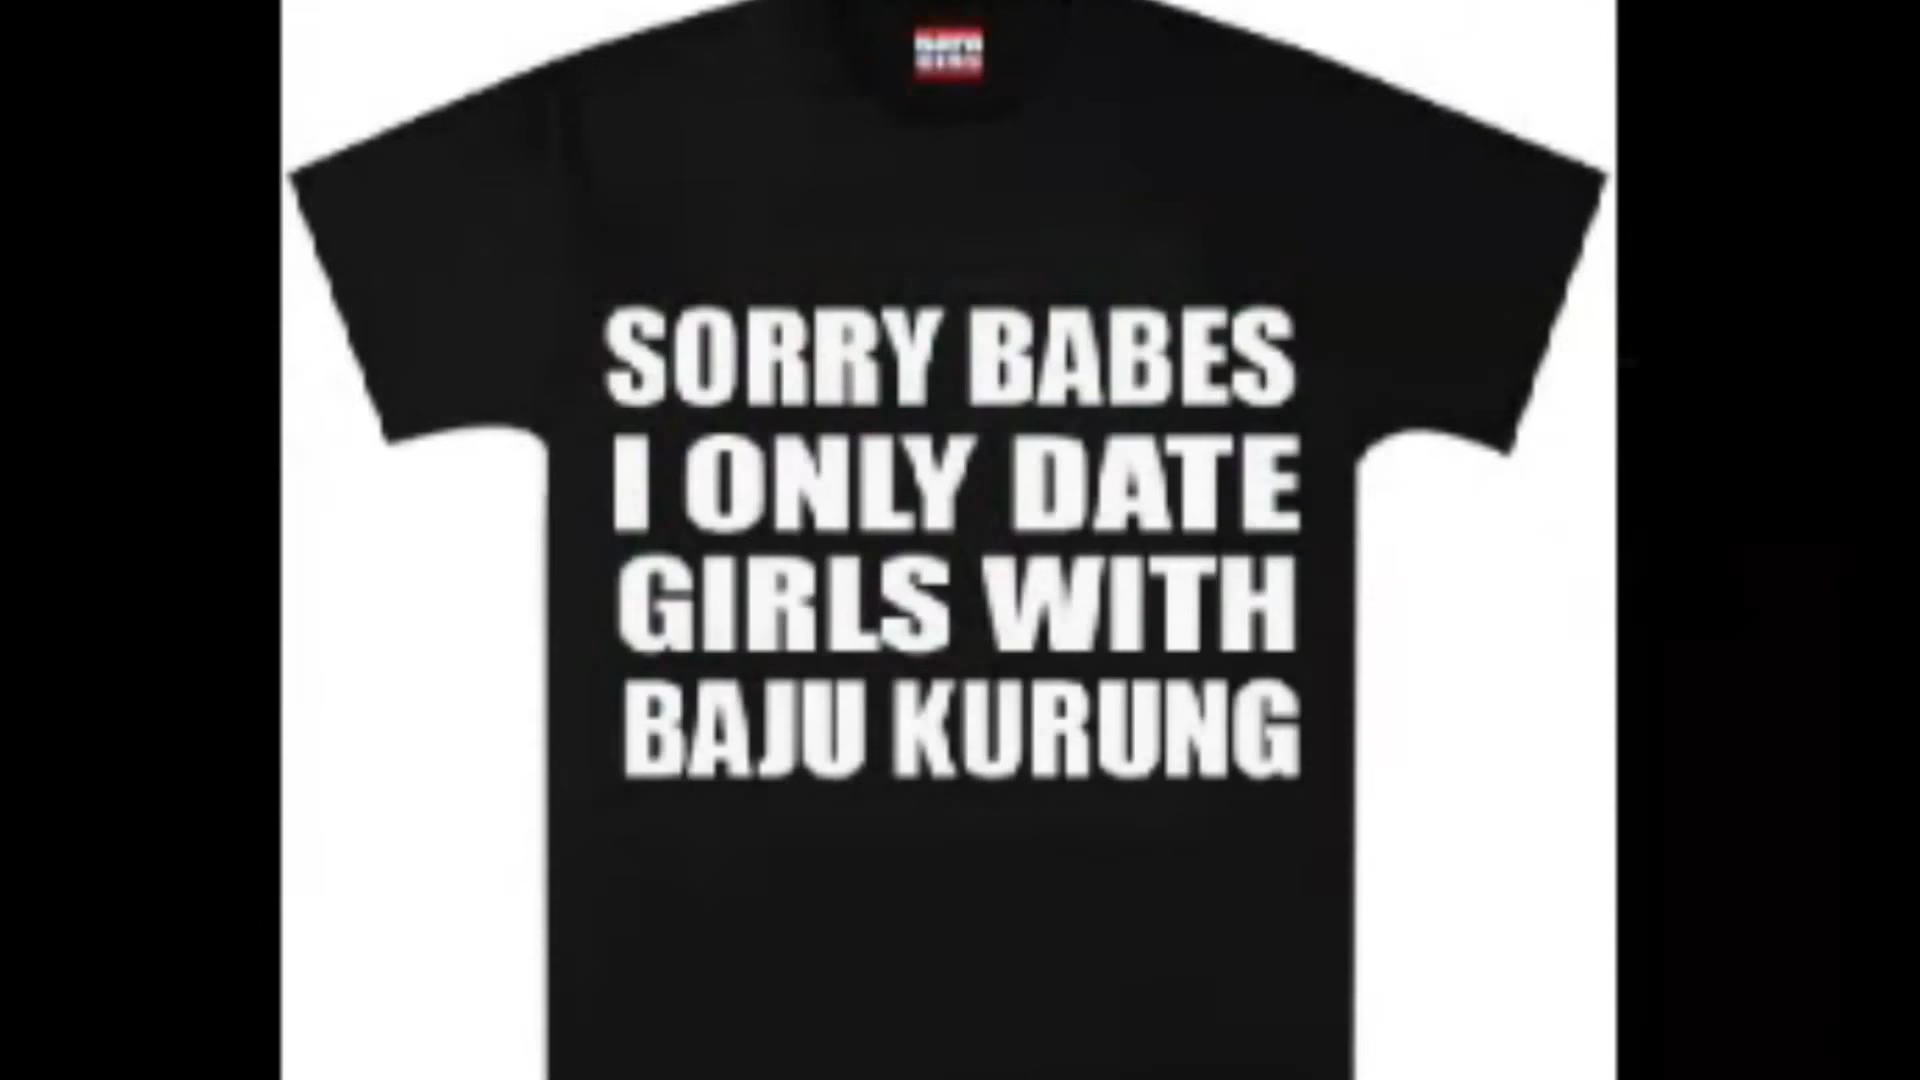 SORRY BABES
I ONLY DATE
GIRLS WITH
BAJU KURUNG